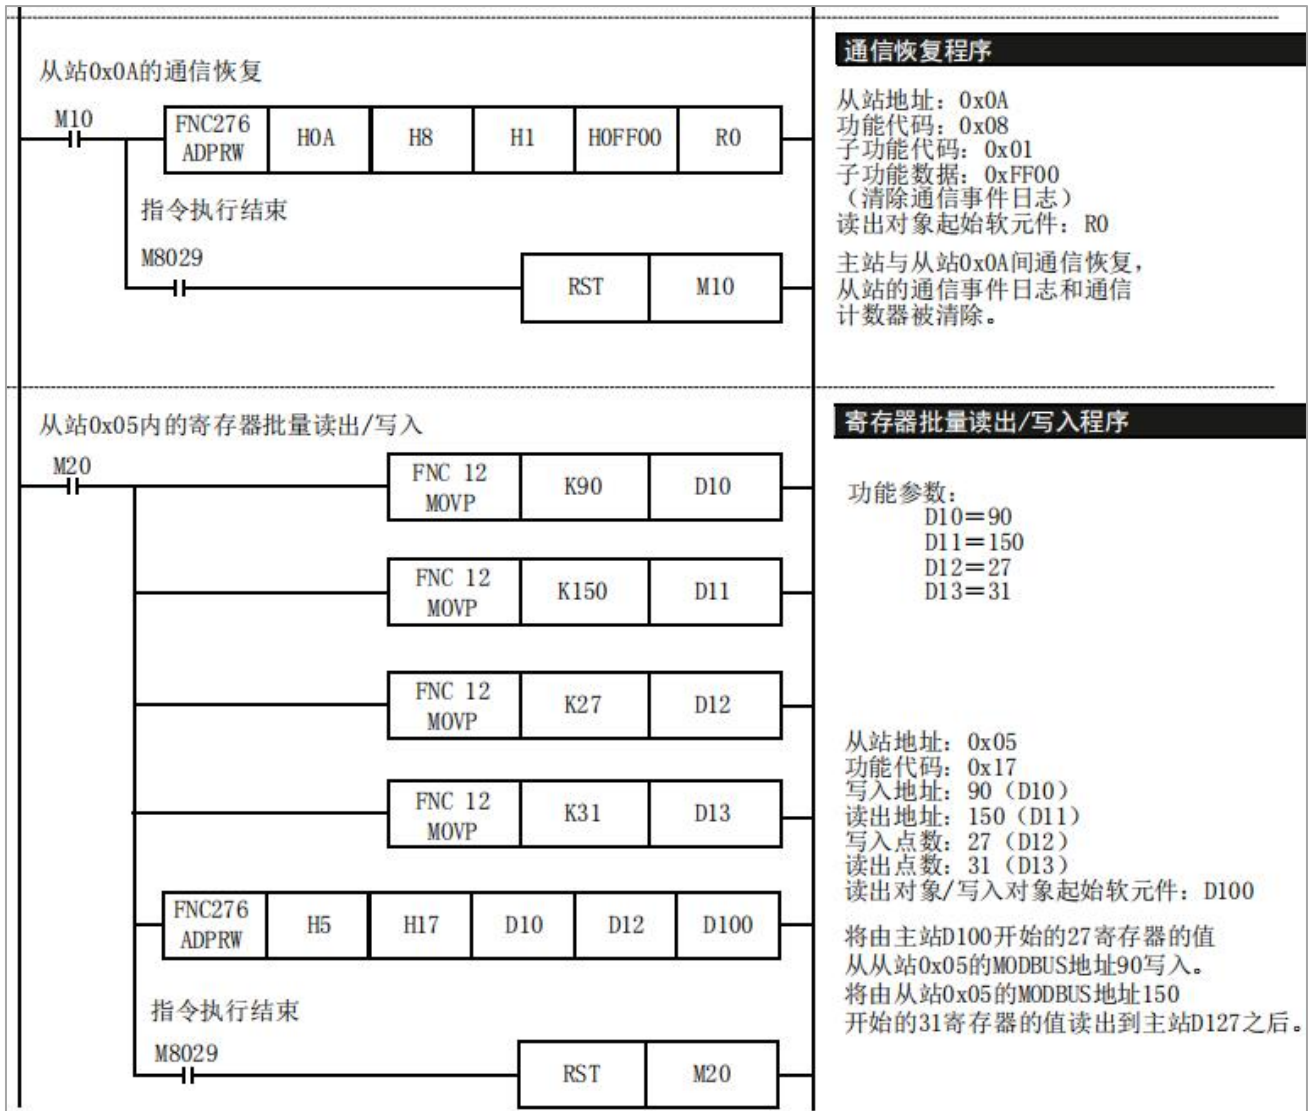 从站0x0A的通信恢复
M10
FNC276
ADPRW
H0A
H8
H1
H0FF00
R0
指令执行结束
M8029
RST
M10
通信恢复程序
从站地址：0x0A
功能代码：0x08
子功能代码：0x01
子功能数据：0xFF00
（清除通信事件日志）
读出对象起始软元件：R0
主站与从站0x0A间通信恢复，
从站的通信事件日志和通信
计数器被清除。
从站0x05内的寄存器批量读出/写入
M20
FNC 12
MOVP
K90
D10
FNC 12
MOVP
K150
D11
FNC 12
MOVP
K27
D12
FNC 12
MOVP
K31
D13
FNC276
ADPRW
H5
H17
D10
D12
D100
指令执行结束
M8029
RST
M20
寄存器批量读出/写入程序
功能参数：
D10＝90
D11＝150
D12＝27
D13＝31
从站地址：0x05
功能代码：0x17
写入地址：90（D10）
读出地址：150（D11）
写入点数：27（D12）
读出点数：31（D13）
读出对象/写入对象起始软元件：D100
将由主站D100开始的27寄存器的值
从从站0x05的MODBUS地址90写入。
将由从站0x05的MODBUS地址150
开始的31寄存器的值读出到主站D127之后。